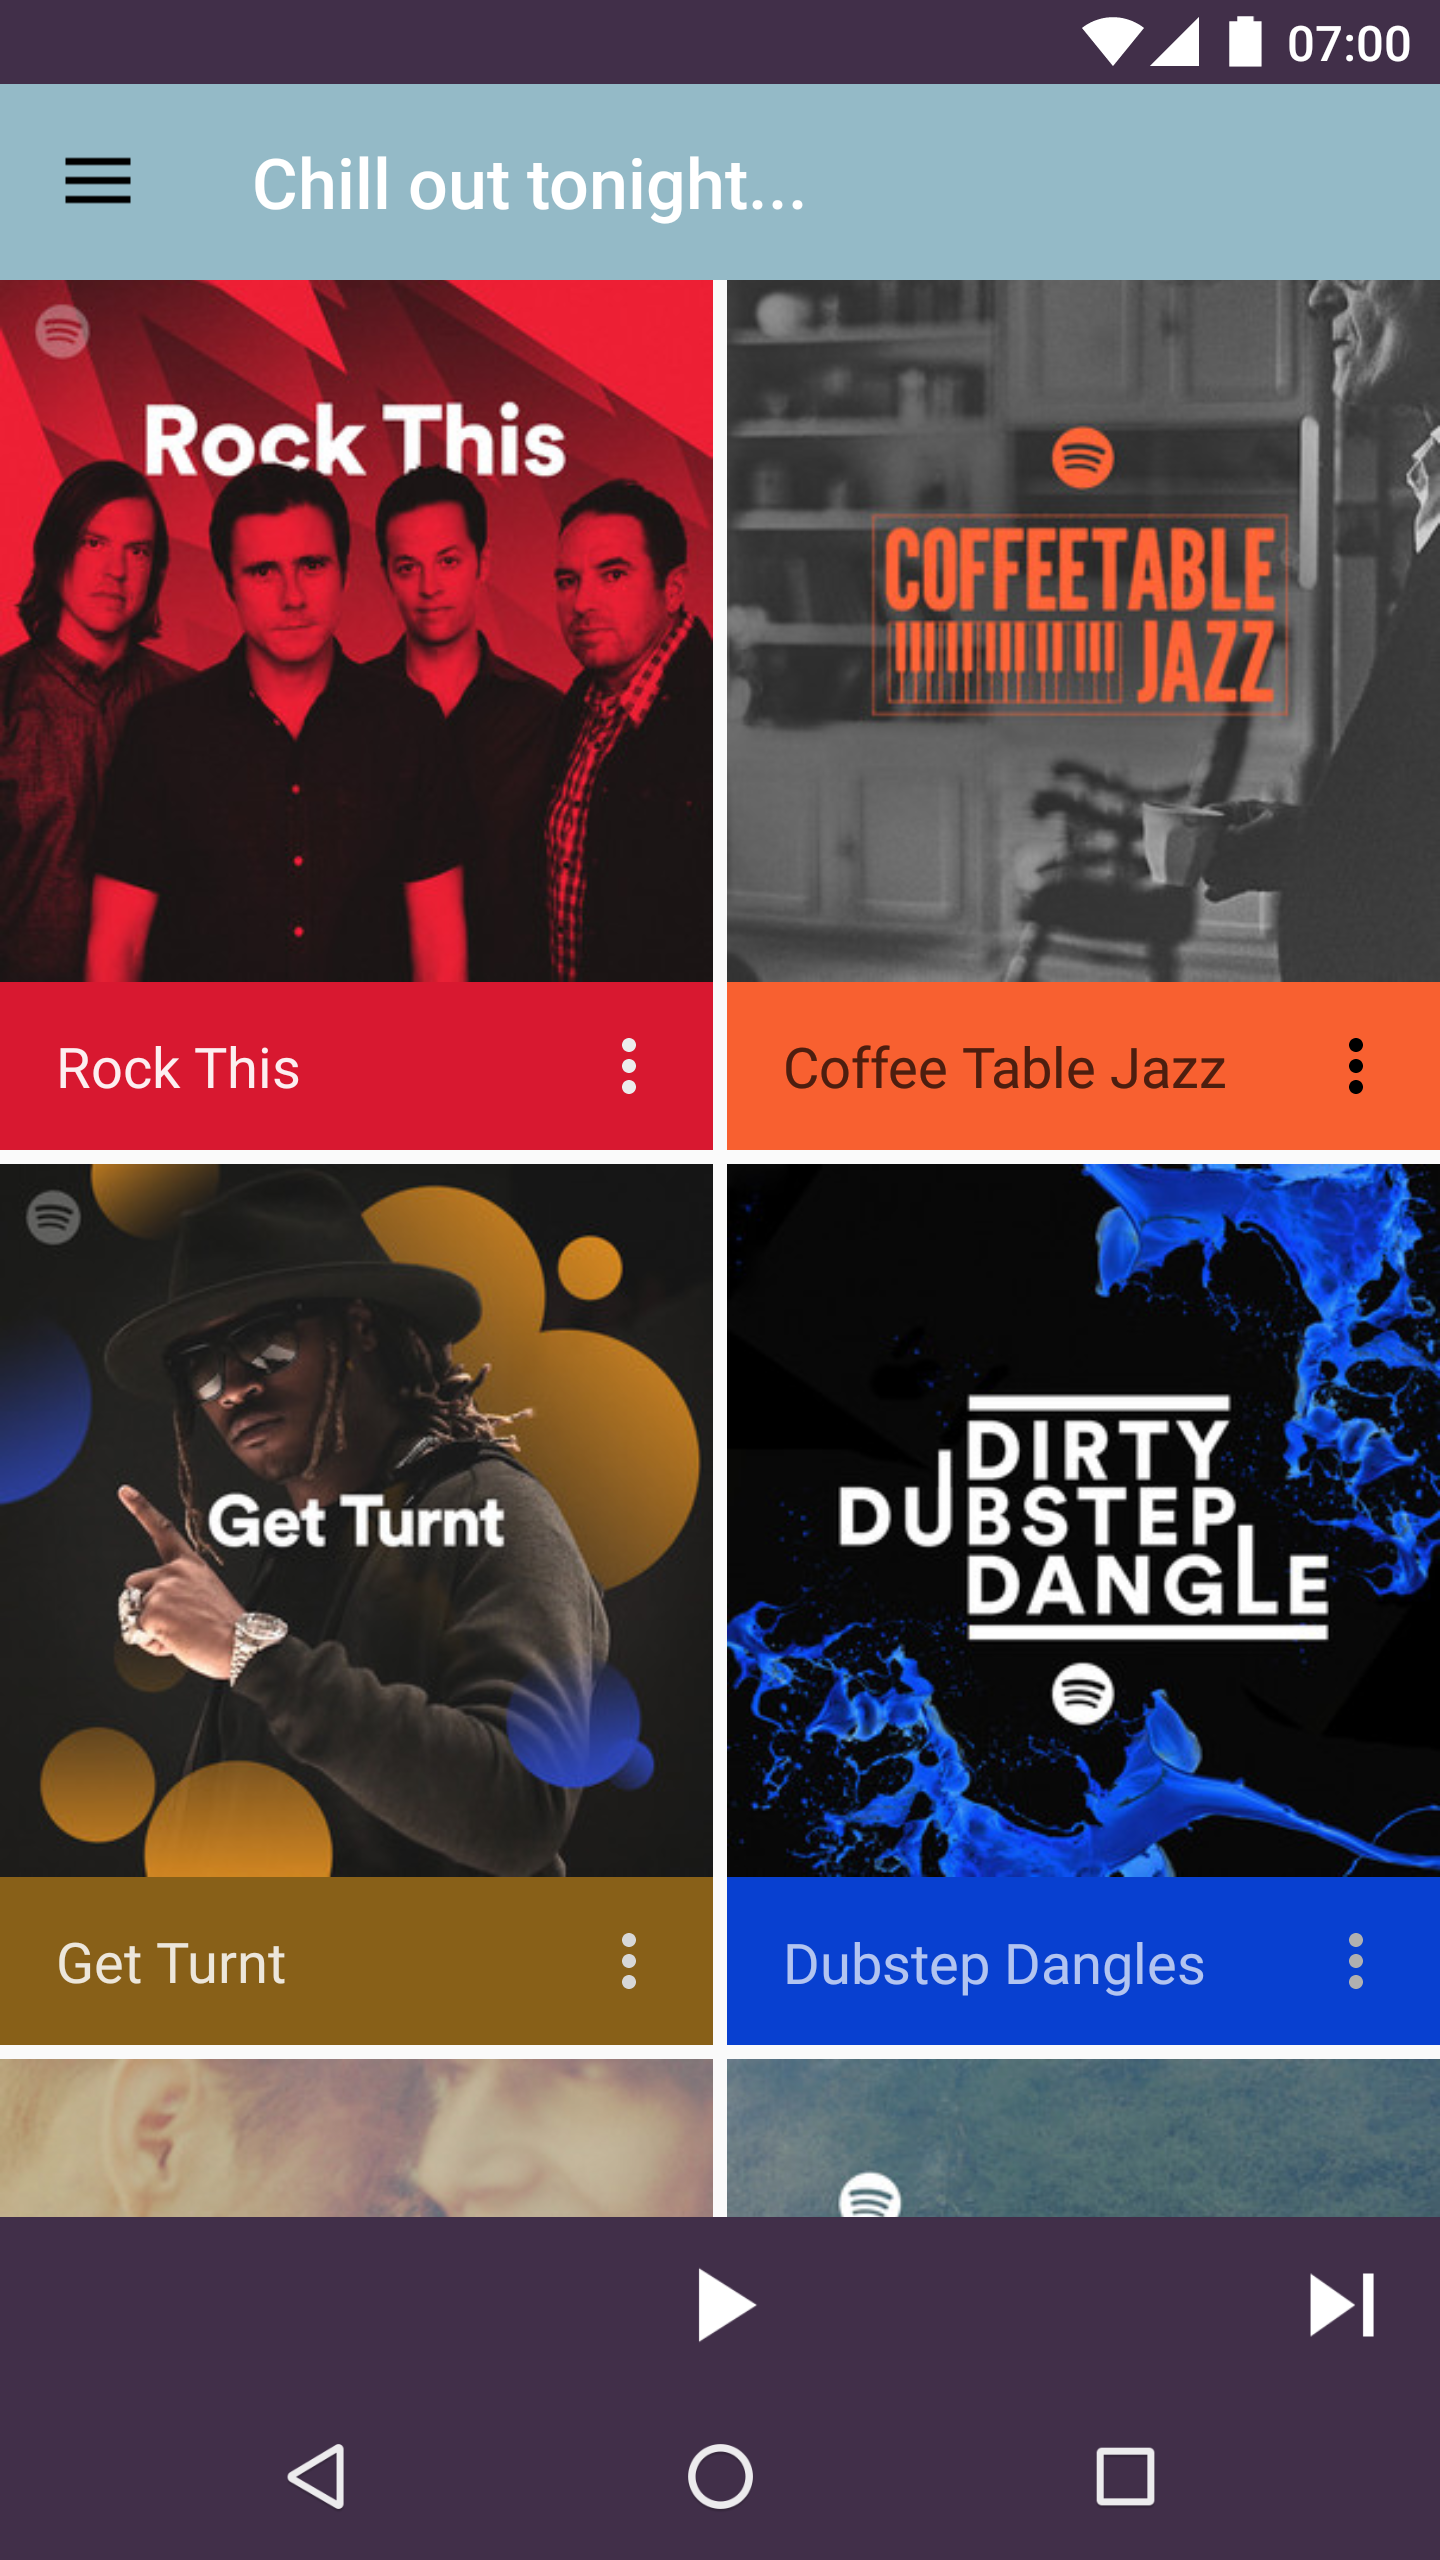 07:00
Chill out tonight...
Rock This
COFFEETABLE
JAZZ
Rock This
Coffee Table Jazz
Get Turnt
DIRTY
DUBSTEP
DANGLE
Get Turnt
Dubstep Dangles